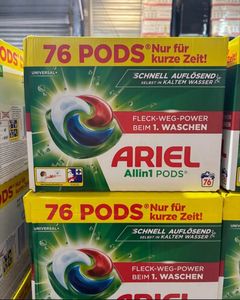 76 PODS® Nur für
kurze Zeit!
UNIVERSAL+
SCHNELL AUFLÖSEND
SELBST IN KALTEM WASSER
FLECK-WEG-POWER
BEIM 1. WASCHEN
ARIEL
Allin1 PODS®
76
76 PODS® Nur für
kurze Zeit!
UNIVERSAL+
SCHNELL AUFLÖSEND
SELBST IN KALTEM WASSER
FLECK-WEG-POWER
BEIM 1. WASCHEN
ARIEL